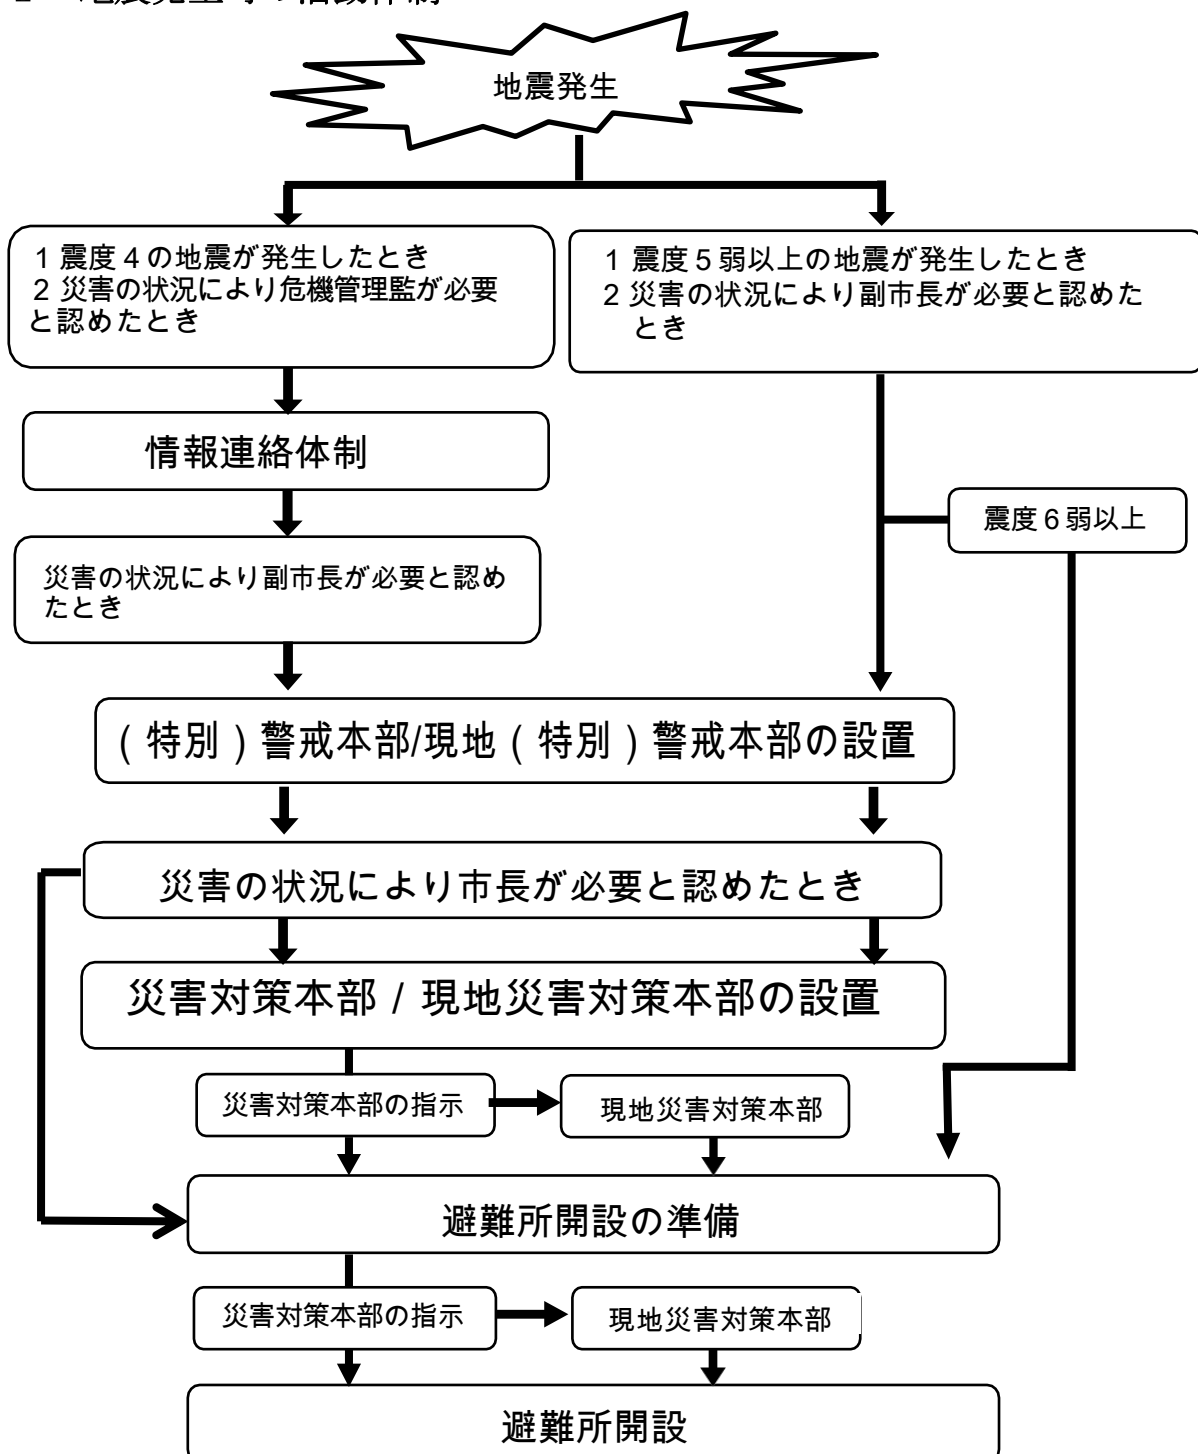 地震発生
1 震度4の地震が発生したとき
2 災害の状況により危機管理監が必要
と認めたとき
1 震度5弱以上の地震が発生したとき
2 災害の状況により副市長が必要と認めた
とき
情報連絡体制
震度6弱以上
災害の状況により副市長が必要と認め
たとき
(特別)警戒本部/現地(特別)警戒本部の設置
災害の状況により市長が必要と認めたとき
災害対策本部/現地災害対策本部の設置
災害対策本部の指示
現地災害対策本部
避難所開設の準備
災害対策本部の指示
現地災害対策本部
避難所開設